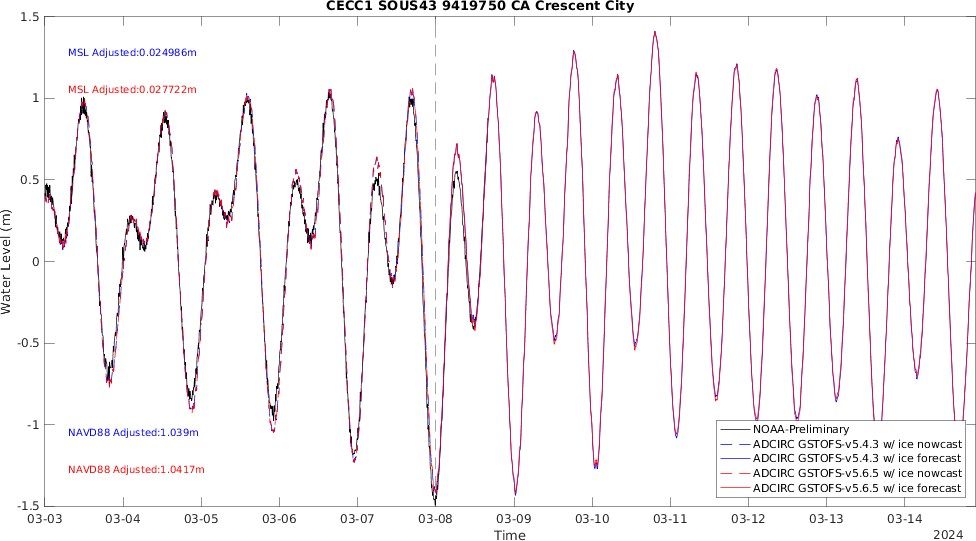 CECC1 SOUS43 9419750 CA Crescent City
1.5
1
0.5
0
-0.5
-1
-1.5
Water Level (m)
MSL Adjusted:0.024986m
MSL Adjusted:0.027722m
NAVD88 Adjusted:1.039m
NAVD88 Adjusted:1.0417m
NOAA-Preliminary
ADCIRC GSTOFS-v5.4.3 w/ ice nowcast
ADCIRC GSTOFS-v5.4.3 w/ ice forecast
ADCIRC GSTOFS-v5.6.5 w/ ice nowcast
ADCIRC GSTOFS-v5.6.5 w/ ice forecast
03-03 03-04 03-05 03-06 03-07 03-08 03-09 03-10 03-11 03-12 03-13 03-14
Time
2024